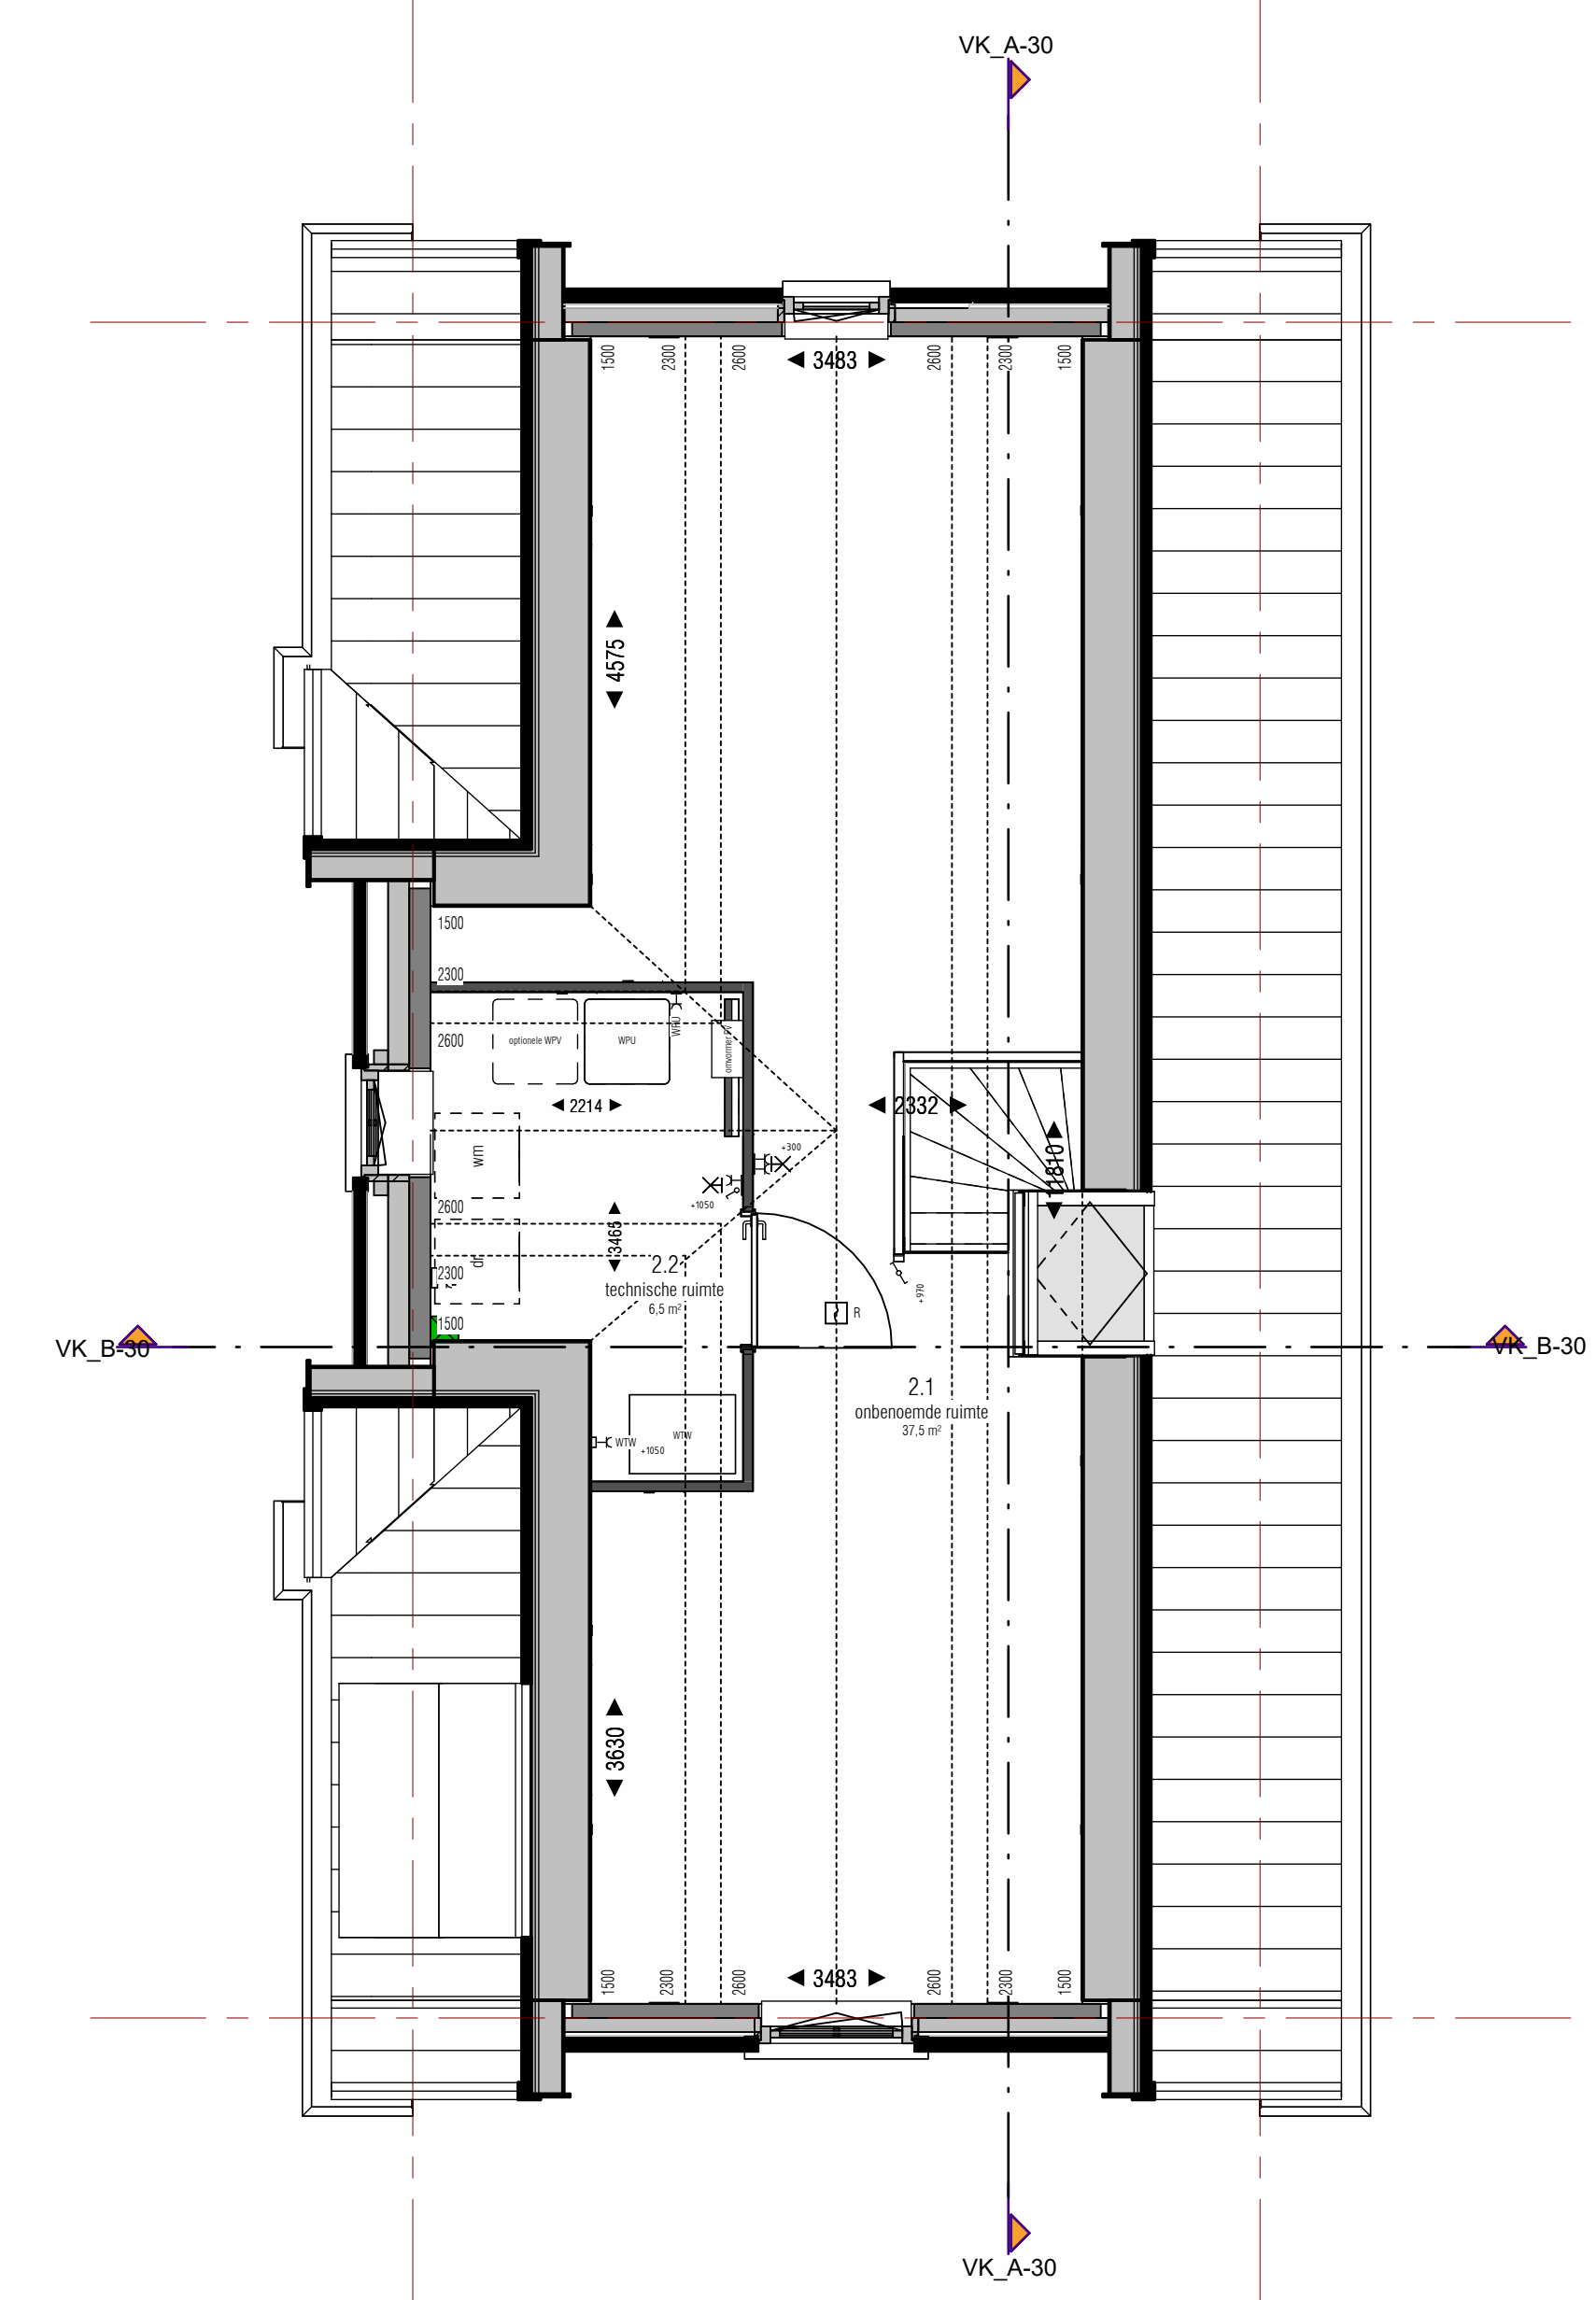 VK_A-30
1500
2300
2600
3483
2600
2300
1500
4575
1500
2300
2600
optionele WPV
WPU
WPU
omvormer PV
2214
2332
wm
+300
1810
+1050
2600
3465
dr
2300
2.2
technische ruimte
6,5 m²
+970
R
1500
VK_B-30
VK_B-30
2.1
onbenoemde ruimte
37,5 m²
WTW
WTW
+1050
3630
1500
2300
2600
3483
2600
2300
1500
VK_A-30